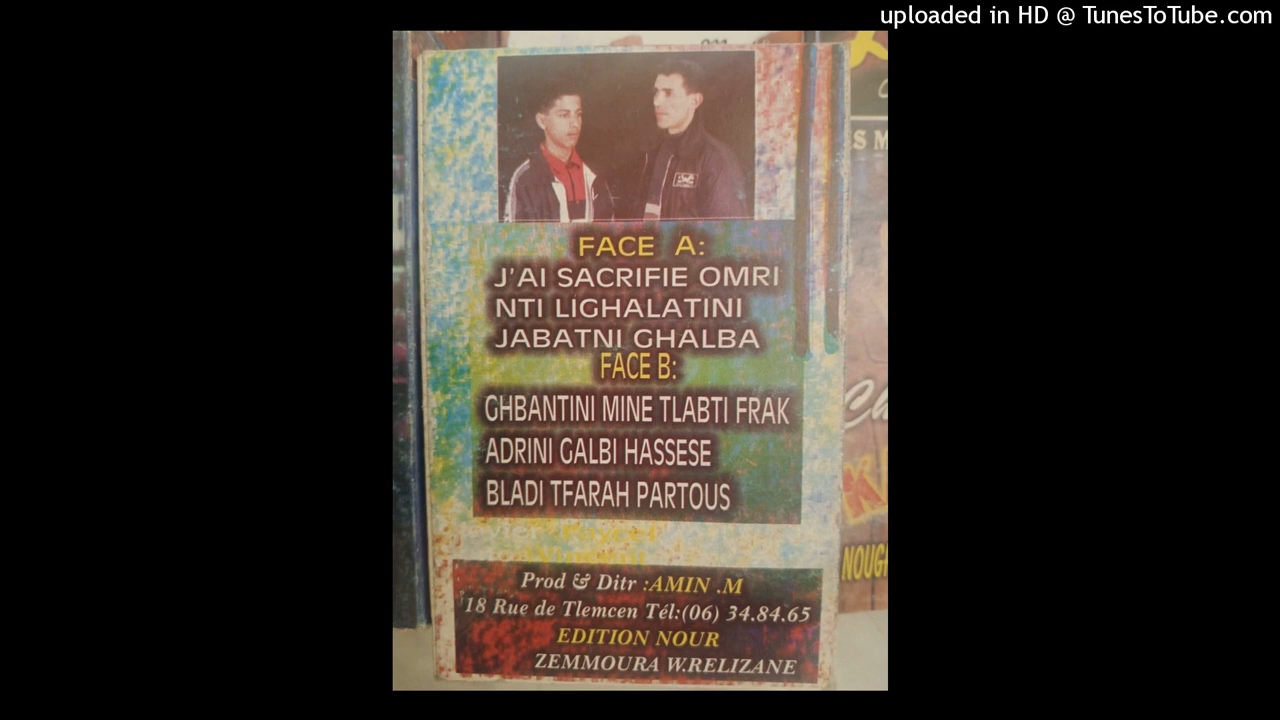 uploaded in HD @ TunesToTube.com
FACE A:
J'AI SACRIFIE OMRI
NTI LIGHALATINI
JABATNI GHALBA
FACE B:
GHBANTINI MINE TLABTI FRAK
ADRINI GALBI HASSESE
BLADI TFARAH PARTOUS
Prod & Ditr :AMIN .M
18 Rue de Tlemcen Tél:(06) 34.84.65
EDITION NOUR
ZEMMOURA W.RELIZANE